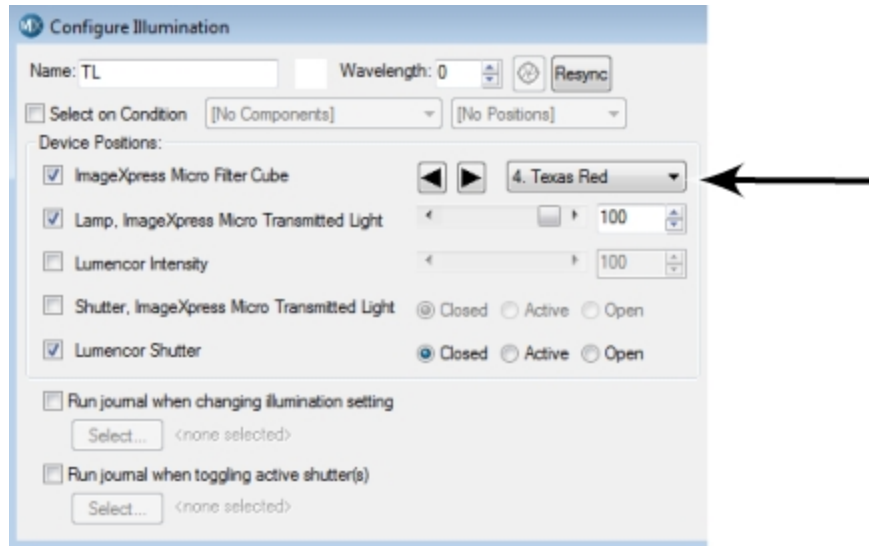 MX Configure Illumination
Name: TL Wavelength: 0 Resync
Select on Condition [No Components] [No Positions]
Device Positions:
ImageXpress Micro Filter Cube 4. Texas Red
Lamp, ImageXpress Micro Transmitted Light 100
Lumencor Intensity 100
Shutter, ImageXpress Micro Transmitted Light Closed Active Open
Lumencor Shutter Closed Active Open
Run journal when changing illumination setting
Select... <none selected>
Run journal when toggling active shutter(s)
Select... <none selected>